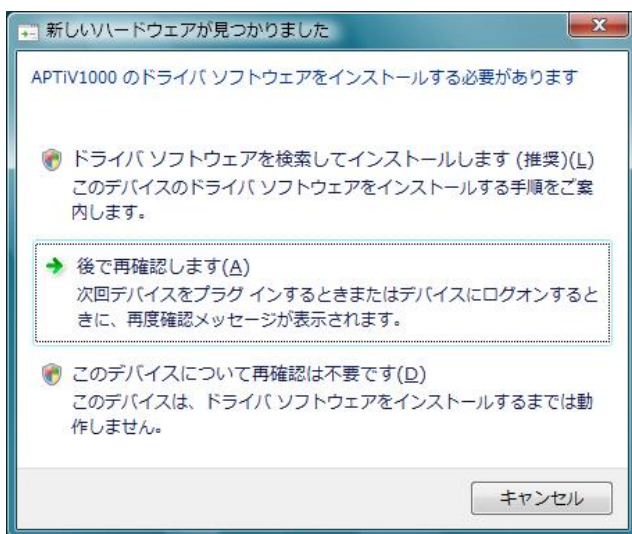 新しいハードウェアが見つかりました
APTiV1000 のドライバ ソフトウェアをインストールする必要があります
ドライバ ソフトウェアを検索してインストールします (推奨)(L)
このデバイスのドライバ ソフトウェアをインストールする手順をご案
内します。
後で再確認します(A)
次回デバイスをプラグ インするときまたはデバイスにログオンすると
きに、再度確認メッセージが表示されます。
このデバイスについて再確認は不要です(D)
このデバイスは、ドライバ ソフトウェアをインストールするまでは動
作しません。
キャンセル